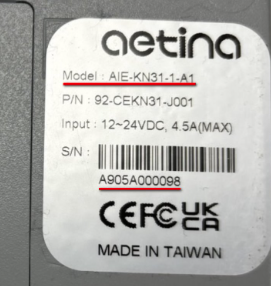 aetina
Model : AIE-KN31-1-A1
P/N : 92-CEKN31-J001
Input : 12~24VDC, 4.5A(MAX)
S/N :
A905A000098
CE FC UK CA
MADE IN TAIWAN